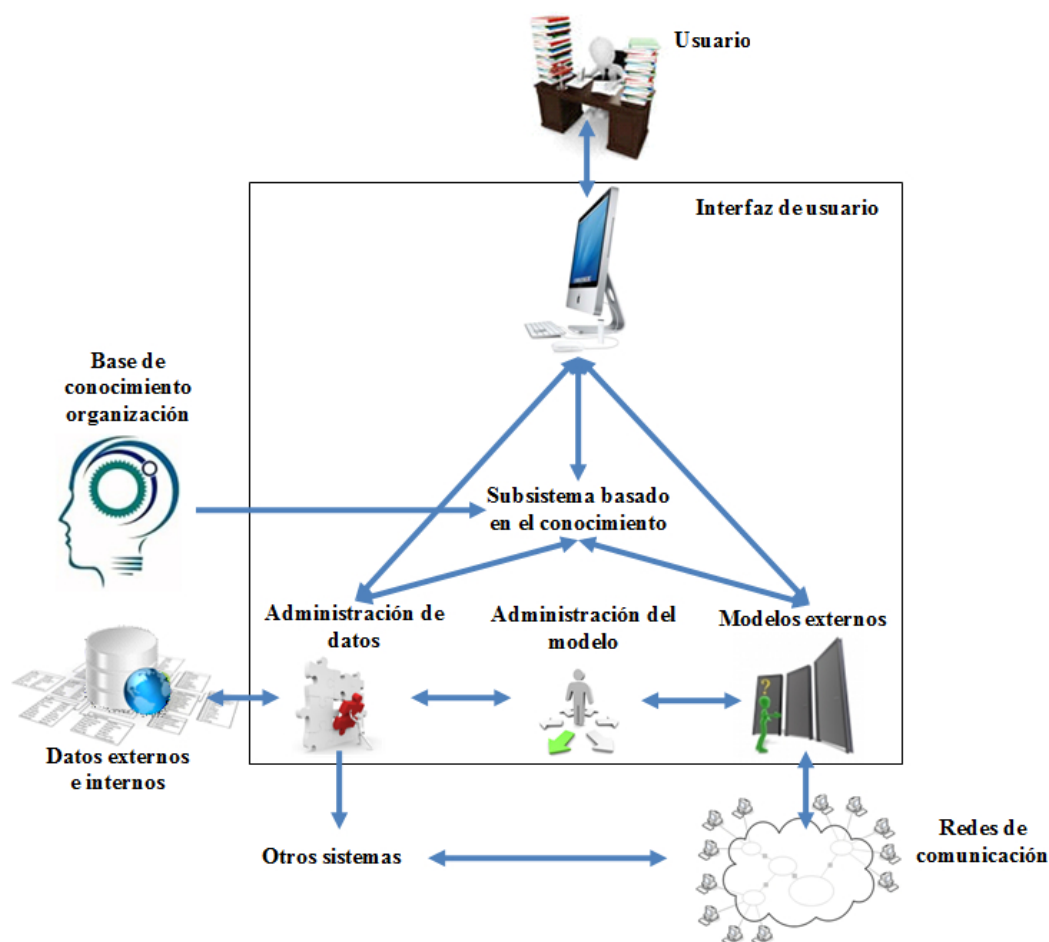 Usuario
Interfaz de usuario
Base de
conocimiento
organización
Subsistema basado
en el conocimiento
Administración de
datos
Administración del
modelo
Modelos externos
Datos externos
e internos
Otros sistemas
Redes de
comunicación